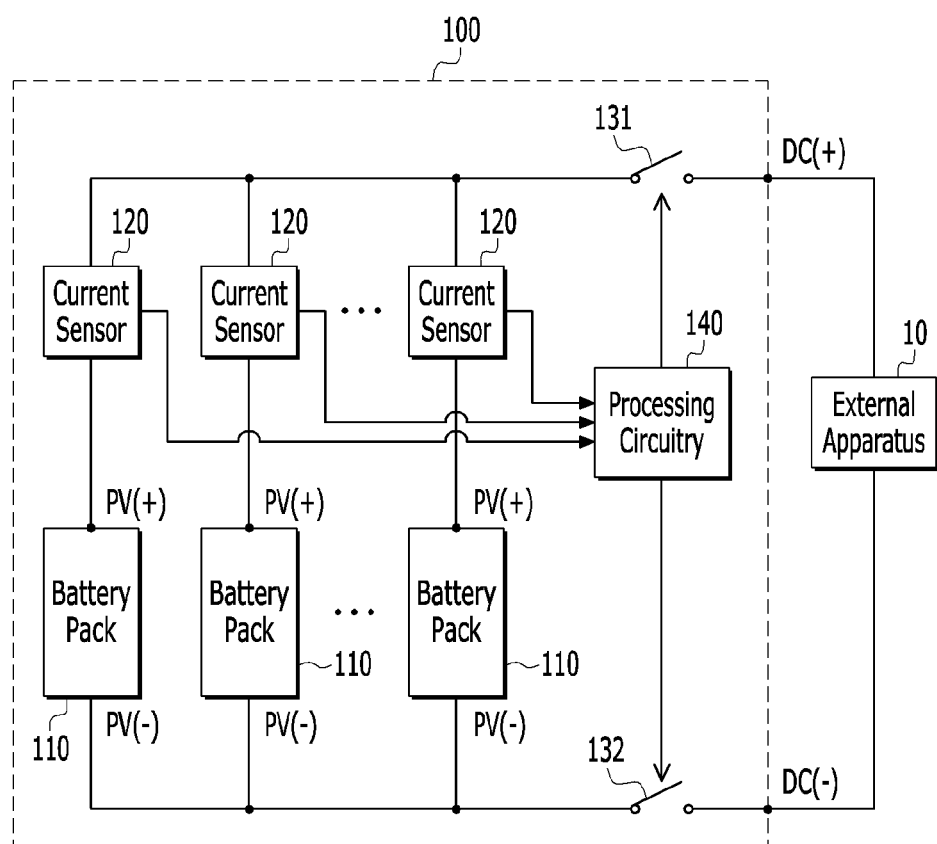 100
131
DC(+)
120
120
120
Current
Sensor
Current
Sensor
...
Current
Sensor
140
10
Processing
Circuitry
External
Apparatus
PV(+)
PV(+)
PV(+)
Battery
Pack
Battery
Pack
...
Battery
Pack
110
110
110
PV(-)
PV(-)
PV(-)
132
DC(-)